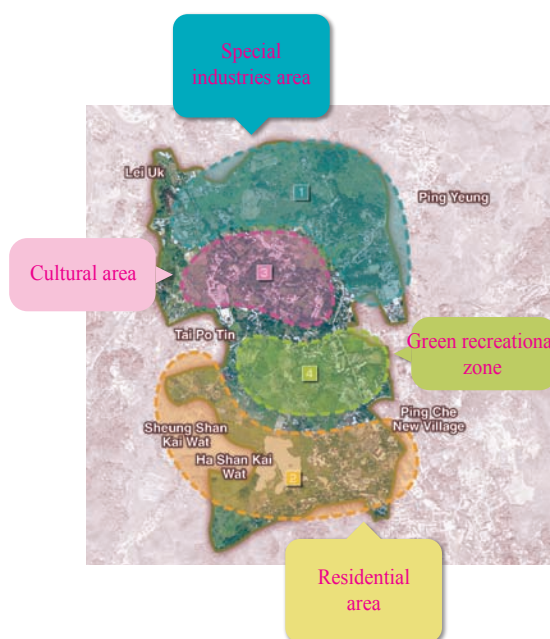 Special
industries area
Lei Uk
1
Ping Yeung
Cultural area
3
Tai Po Tin
Green recreationa
zone
4
Ping Che
New Village
Sheung Shan
Kai Wat
Ha Shan Kai
Wat
2
Residential
area